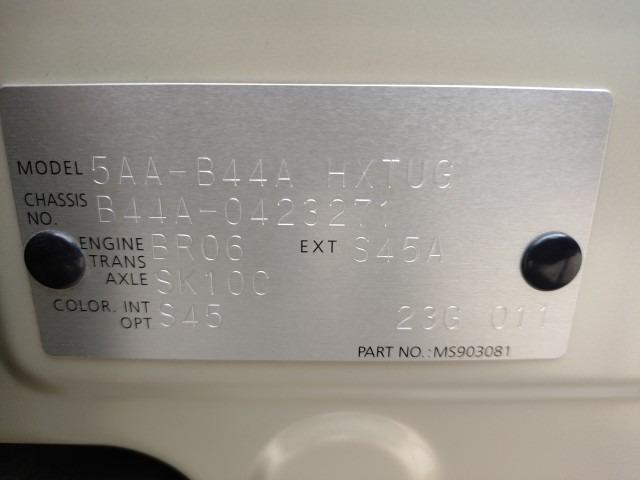 MODEL 5AA-B44A HXTUG
CHASSIS NO. B44A-0423271
ENGINE BR06 EXT S45A
TRANS AXLE SK10C
COLOR. INT OPT S45 23G 011
PART NO.:MS903081